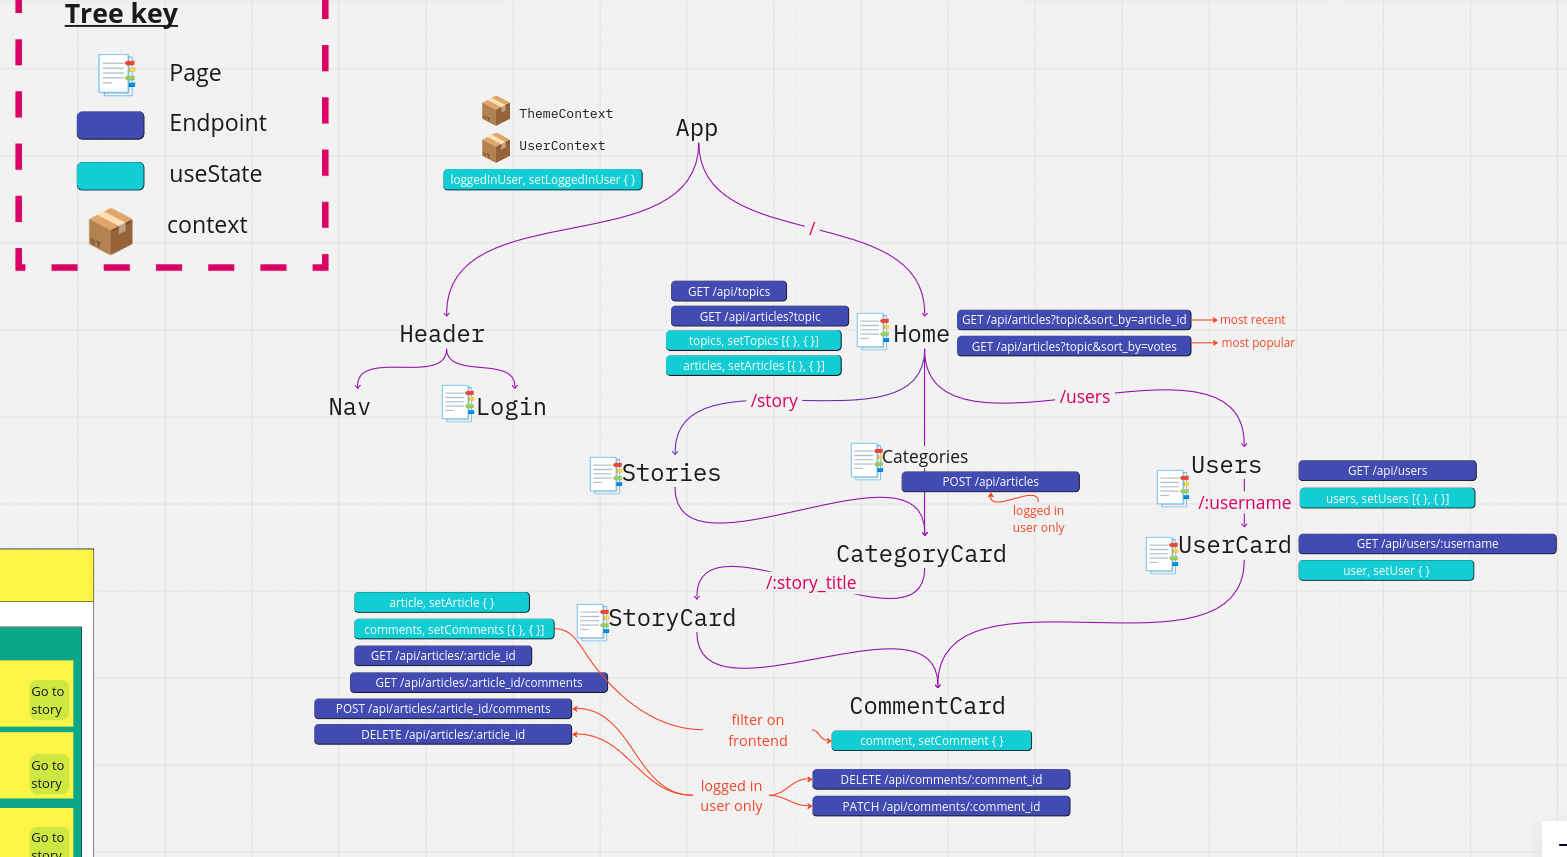 Tree key
Page
Endpoint
useState
context
ThemeContext
UserContext
loggedInUser, setLoggedInUser { }
App
/
GET /api/topics
GET /api/articles?topic
topics, setTopics [{ }, { }]
articles, setArticles [{ }, { }]
Home
GET /api/articles?topic&sort_by=article_id
most recent
GET /api/articles?topic&sort_by=votes
most popular
Header
Nav
Login
/story
/users
Stories
Categories
POST /api/articles
logged in
user only
Users
/:username
GET /api/users
users, setUsers [{ }, { }]
UserCard
GET /api/users/:username
user, setUser { }
CategoryCard
/:story_title
StoryCard
article, setArticle { }
comments, setComments [{ }, { }]
GET /api/articles/:article_id
GET /api/articles/:article_id/comments
POST /api/articles/:article_id/comments
DELETE /api/articles/:article_id
CommentCard
filter on
frontend
comment, setComment { }
logged in
user only
DELETE /api/comments/:comment_id
PATCH /api/comments/:comment_id
Go to
story
Go to
story
Go to
story